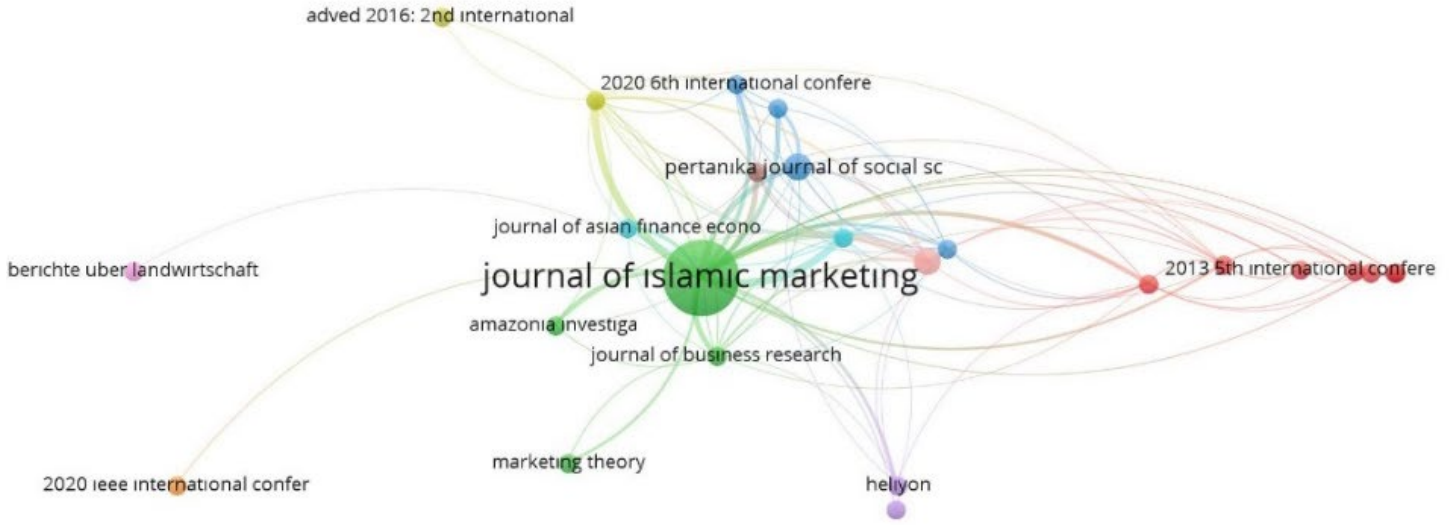 adved 2016: 2nd international
2020 6th international confere
pertanika journal of social sc
journal of asian finance econo
berichte uber landwirtschaft
journal of islamic marketing
2013 5th international confere
amazonia investiga
journal of business research
marketing theory
2020 ieee international confer
heliyon